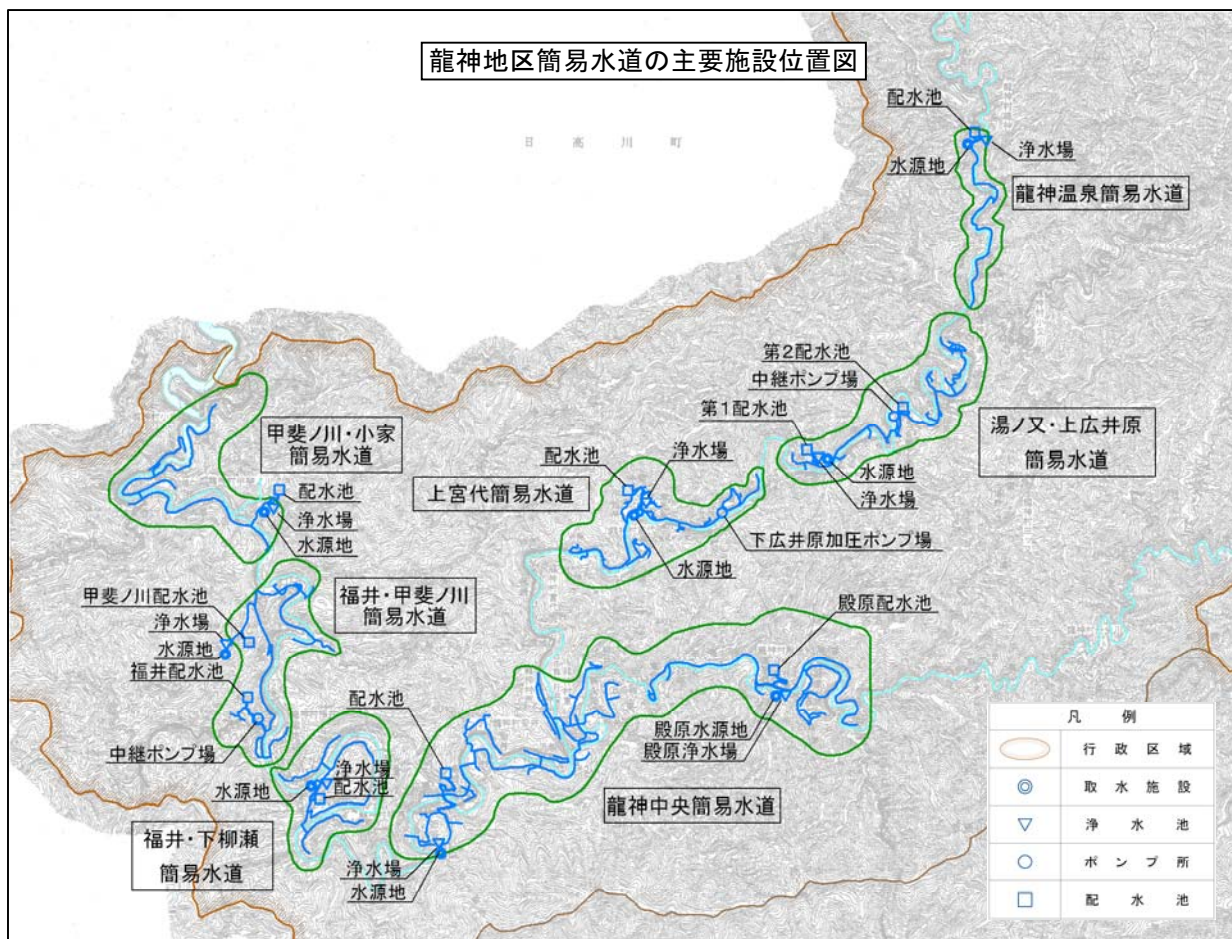 龍神地区簡易水道の主要施設位置図
日高川町
配水池
浄水場
水源地
龍神温泉簡易水道
第2配水池
中継ポンプ場
第1配水池
湯ノ又・上広井原
簡易水道
水源地
浄水場
配水池
浄水場
上宮代簡易水道
下広井原加圧ポンプ場
水源地
甲斐ノ川・小家
簡易水道
配水池
浄水場
水源地
福井・甲斐ノ川
簡易水道
甲斐ノ川配水池
浄水場
水源地
福井配水池
中継ポンプ場
殿原配水池
殿原水源地
殿原浄水場
配水池
龍神中央簡易水道
浄水場
水源地
浄水場
配水池
水源地
福井・下柳瀬
簡易水道
凡例
行政区域
取水施設
浄水池
ポンプ所
配水池